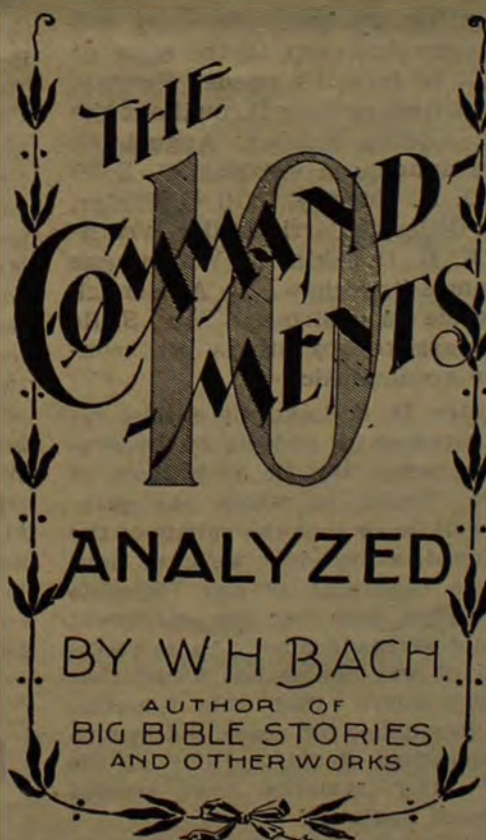 THE
10
COMMAND-
-MENTS
ANALYZED
BY W H BACH.
AUTHOR OF
BIG BIBLE STORIES
AND OTHER WORKS